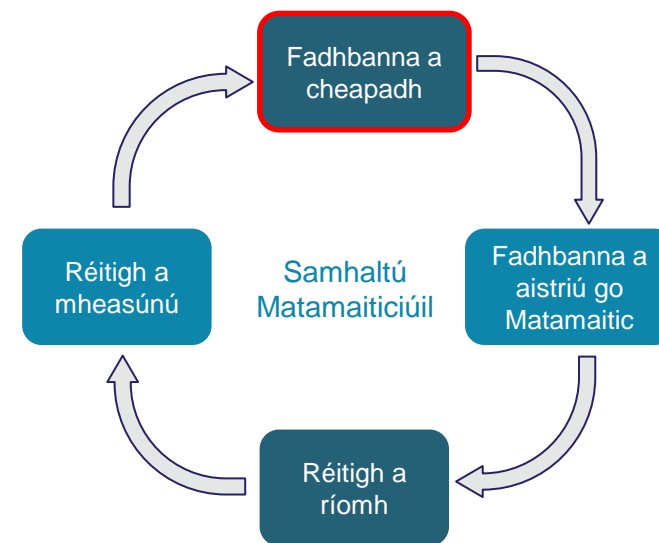 Fadhbanna a
cheapadh
Réitigh a
mheasúnú
Samhaltú
Matamaiticiúil
Fadhbanna a
aistriú go
Matamaitic
Réitigh a
ríomh